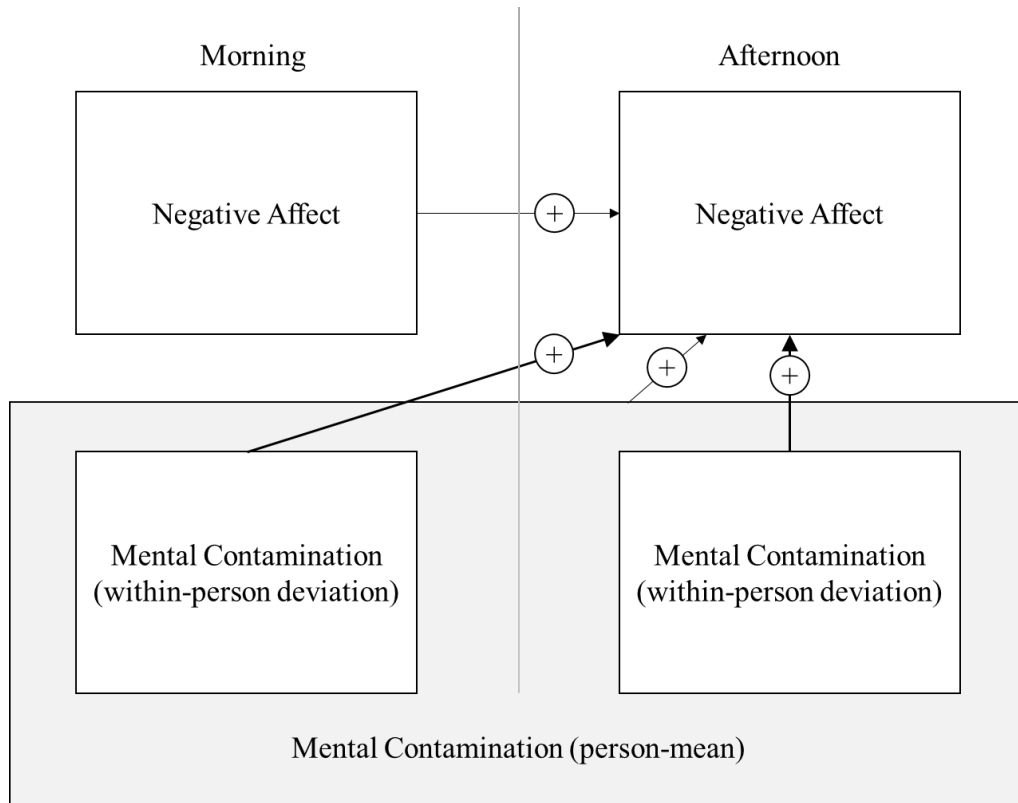 Morning
Afternoon
Negative Affect
Negative Affect
+
+
+
+
Mental Contamination
(within-person deviation)
Mental Contamination
(within-person deviation)
Mental Contamination (person-mean)